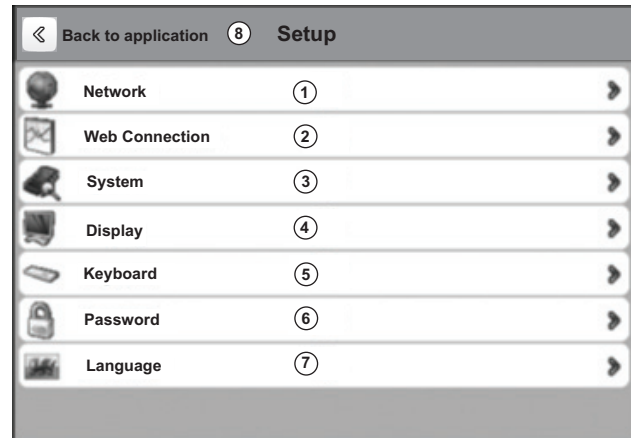 Back to application 8 Setup
Network 1
Web Connection 2
System 3
Display 4
Keyboard 5
Password 6
Language 7